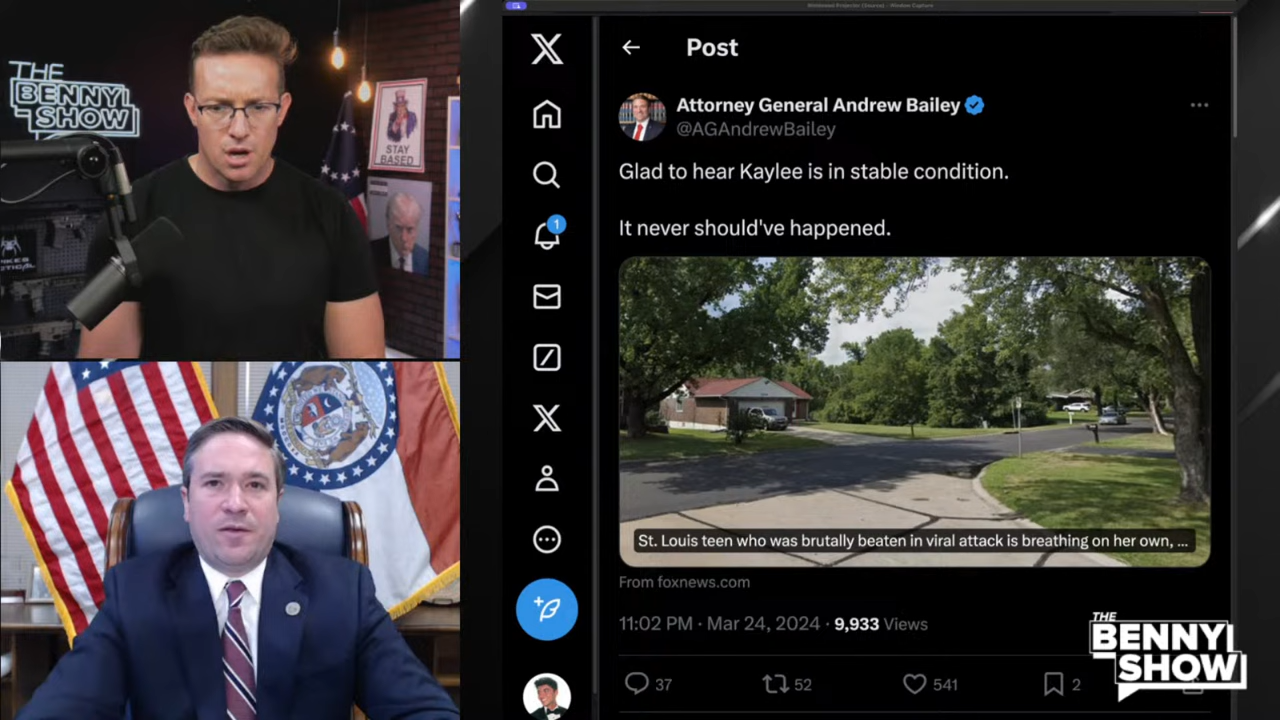 THE
BENNY
SHOW
STAY
BASED
Post
Attorney General Andrew Bailey
@AGAndrewBailey
Glad to hear Kaylee is in stable condition.
It never should've happened.
1
St. Louis teen who was brutally beaten in viral attack is breathing on her own, ...
From foxnews.com
11:02 PM · Mar 24, 2024 · 9,933 Views
37
52
541
2
THE
BENNY
SHOW